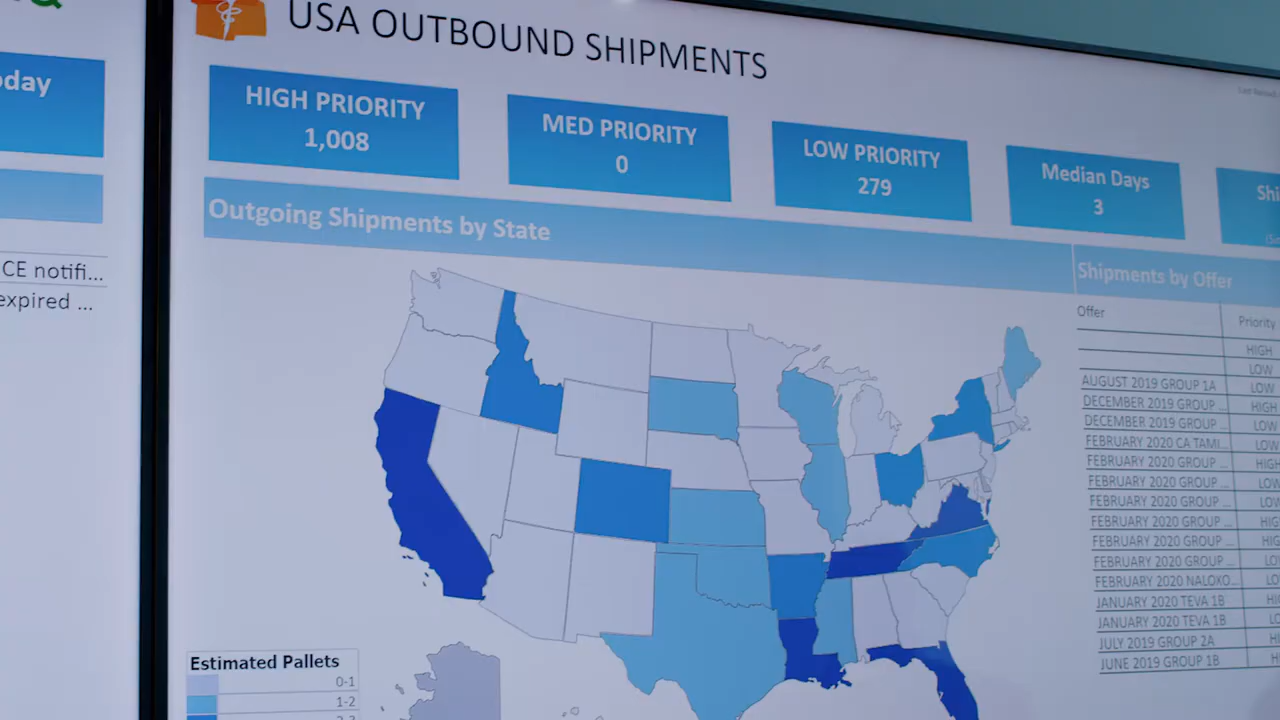 oday
CE notifi...
expired ...
USA OUTBOUND SHIPMENTS
HIGH PRIORITY
1,008
MED PRIORITY
0
LOW PRIORITY
279
Median Days
3
Shi
Outgoing Shipments by State
Shipments by Offer
Offer Priority
HIGH
LOW
AUGUST 2019 GROUP 1A LOW
DECEMBER 2019 GROUP ... HIGH
DECEMBER 2019 GROUP ... LOW
FEBRUARY 2020 CA TAMI... LOW
FEBRUARY 2020 GROUP ... HIGH
FEBRUARY 2020 GROUP ... LOW
FEBRUARY 2020 GROUP ... LOW
FEBRUARY 2020 GROUP ... HIG
FEBRUARY 2020 GROUP ... HIG
FEBRUARY 2020 GROUP ... LO
FEBRUARY 2020 NALOXO... LO
JANUARY 2020 TEVA 1B HI
JANUARY 2020 TEVA 1B L
JULY 2019 GROUP 2A H
JUNE 2019 GROUP 1B H
Estimated Pallets
0-1
1-2
2-3